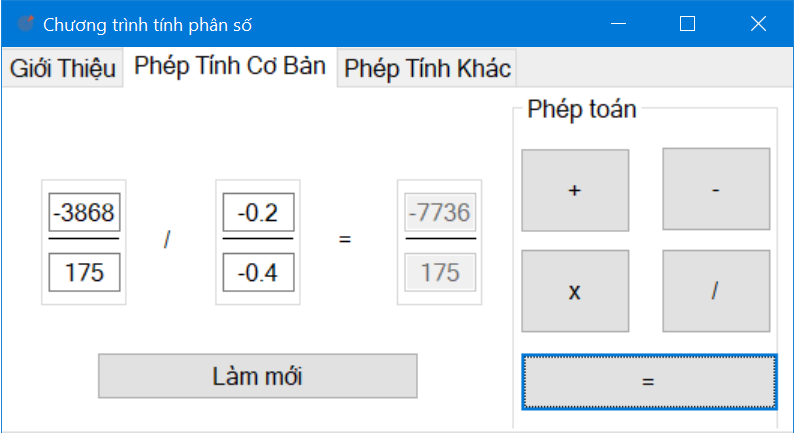 Chương trình tính phân số
Giới Thiệu Phép Tính Cơ Bản Phép Tính Khác
Phép toán
+ -
-3868 / -0.2 = -7736
175 -0.4 175
x /
Làm mới
=